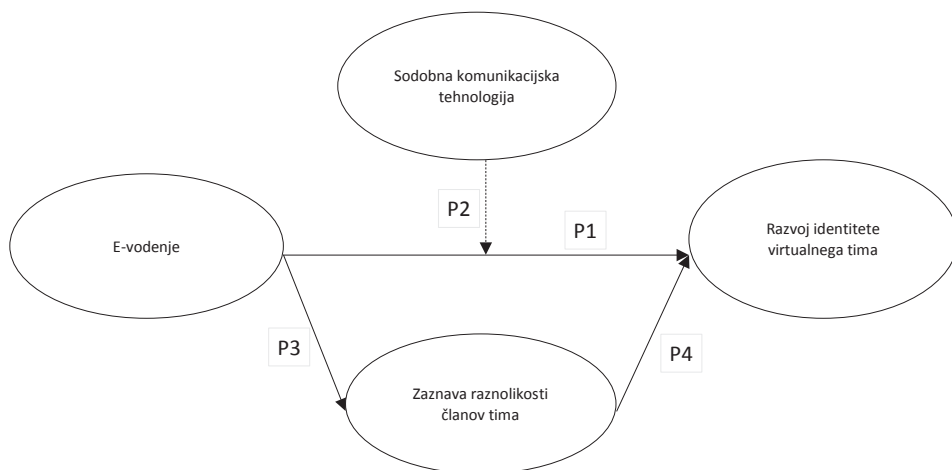 Sodobna komunikacijska
tehnologija
P2
P1
E-vodenje
Razvoj identitete
virtualnega tima
P3
P4
Zaznava raznolikosti
članov tima